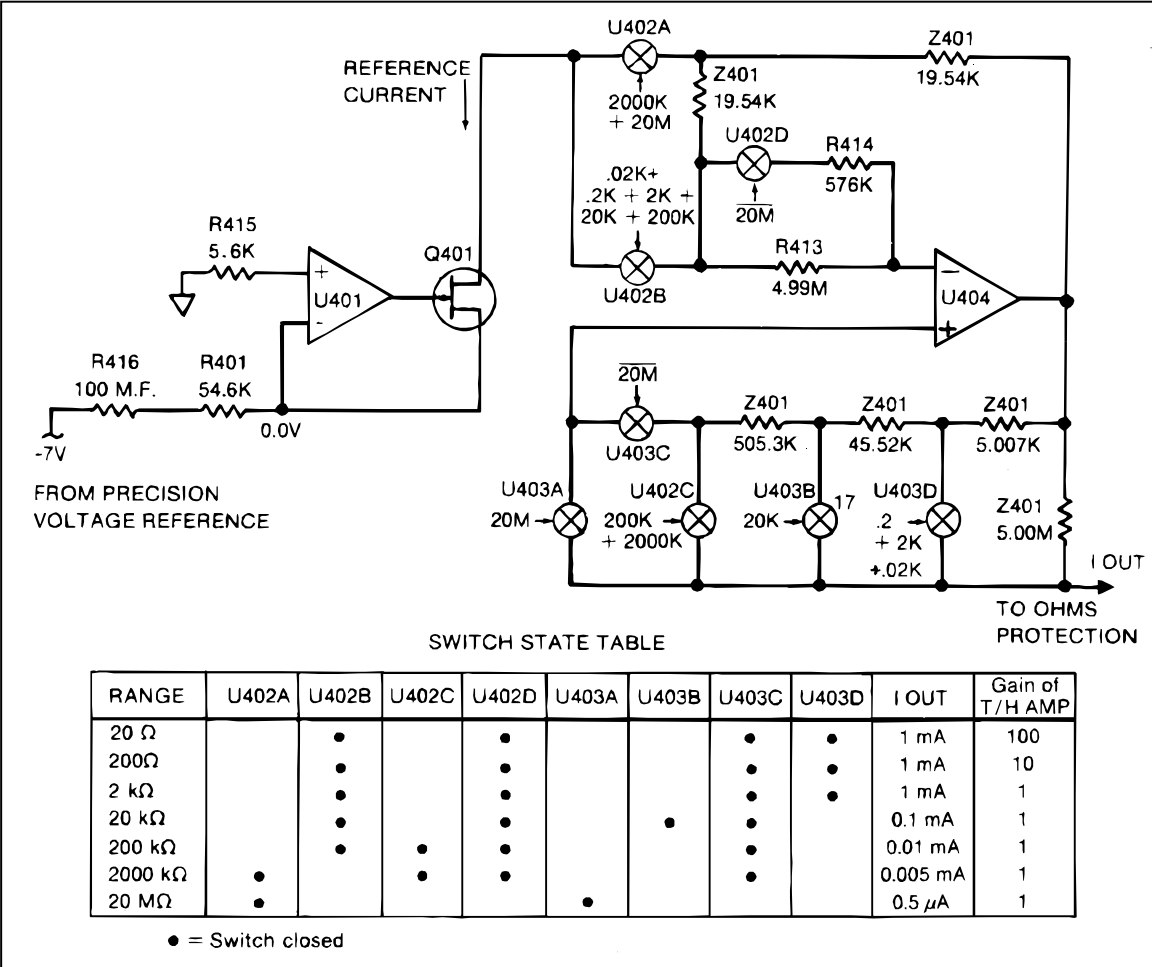 U402A
Z401
19.54K
REFERENCE
CURRENT
2000K
+ 20M
Z401
19.54K
U402D
20M
R414
576K
.02K+
.2K + 2K +
20K + 200K
U402B
R413
4.99M
R415
5.6K
+
U401
-
Q401
−
U404
+
R416
100 M.F.
R401
54.6K
0.0V
-7V
FROM PRECISION
VOLTAGE REFERENCE
20M
U403C
Z401
505.3K
Z401
45.52K
Z401
5.007K
U403A
20M
U402C
200K
+ 2000K
U403B
20K
17
U403D
.2
+ 2K
+.02K
Z401
5.00M
I OUT
TO OHMS
PROTECTION
SWITCH STATE TABLE
RANGE U402A U402B U402C U402D U403A U403B U403C U403D I OUT Gain of T/H AMP
20 Ω ● ● ● ● 1 mA 100
200Ω ● ● ● ● 1 mA 10
2 kΩ ● ● ● ● 1 mA 1
20 kΩ ● ● ● ● 0.1 mA 1
200 kΩ ● ● ● ● 0.01 mA 1
2000 kΩ ● ● ● ● 0.005 mA 1
20 MΩ ● ● 0.5 μA 1
● = Switch closed